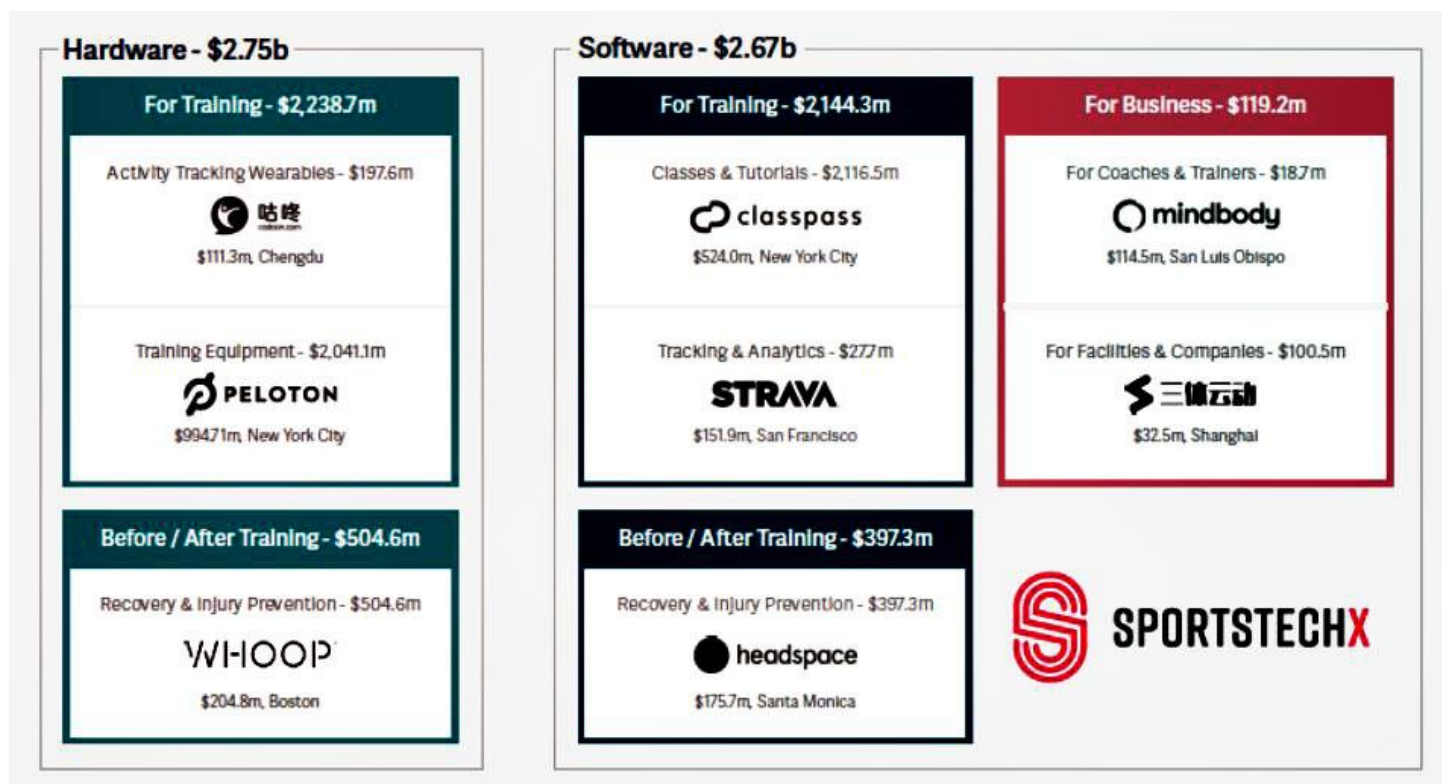 Hardware - $2.75b
For Training - $2,238.7m
Activity Tracking Wearables - $197.6m
咕咚
codoon.com
$111.3m, Chengdu
Training Equipment - $2,041.1m
PELOTON
$994.71m, New York City
Before / After Training - $504.6m
Recovery & Injury Prevention - $504.6m
WHOOP
$204.8m, Boston
Software - $2.67b
For Training - $2,144.3m
Classes & Tutorials - $2,116.5m
classpass
$524.0m, New York City
Tracking & Analytics - $27.7m
STRAVA
$151.9m, San Francisco
Before / After Training - $397.3m
Recovery & Injury Prevention - $397.3m
headspace
$175.7m, Santa Monica
For Business - $119.2m
For Coaches & Trainers - $18.7m
mindbody
$114.5m, San Luis Obispo
For Facilities & Companies - $100.5m
三体云动
$32.5m, Shanghai
SPORTSTECHX